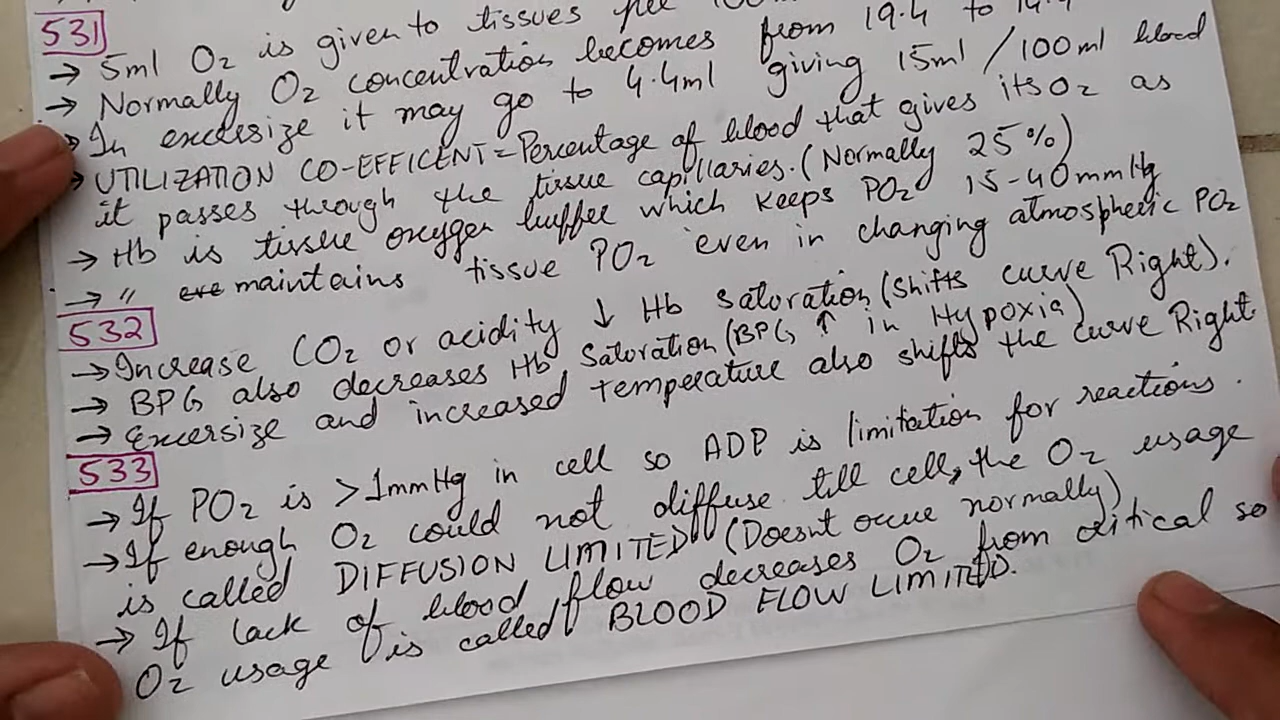 531
→ 5ml O2 is given to tissues per 100m
→ Normally O2 concentration becomes from 19.4 to 14.4
→ In excersize it may go to 4.4ml giving 15ml / 100ml blood
→ UTILIZATION CO-EFFICENT = Percentage of blood that gives its O2 as
it passes through the tissue capillaries. (Normally 25%)
→ Hb is tissue oxygen buffer which keeps PO2 15-40mmHg
→ " maintains tissue PO2 even in changing atmospheric PO2
532
→ Increase CO2 or acidity ↓ Hb Saturation (Shifts curve Right).
→ BPG also decreases Hb Saturation (BPG ↑ in Hypoxia)
→ Excersize and increased temperature also shifts the curve Right.
533
→ If PO2 is >1mmHg in cell so ADP is limitation for reactions.
→ If enough O2 could not diffuse till cell, the O2 usage
is called "DIFFUSION LIMITED" (Doesnt occur normally)
→ If lack of blood flow decreases O2 from critical so
O2 usage is called BLOOD FLOW LIMITED.